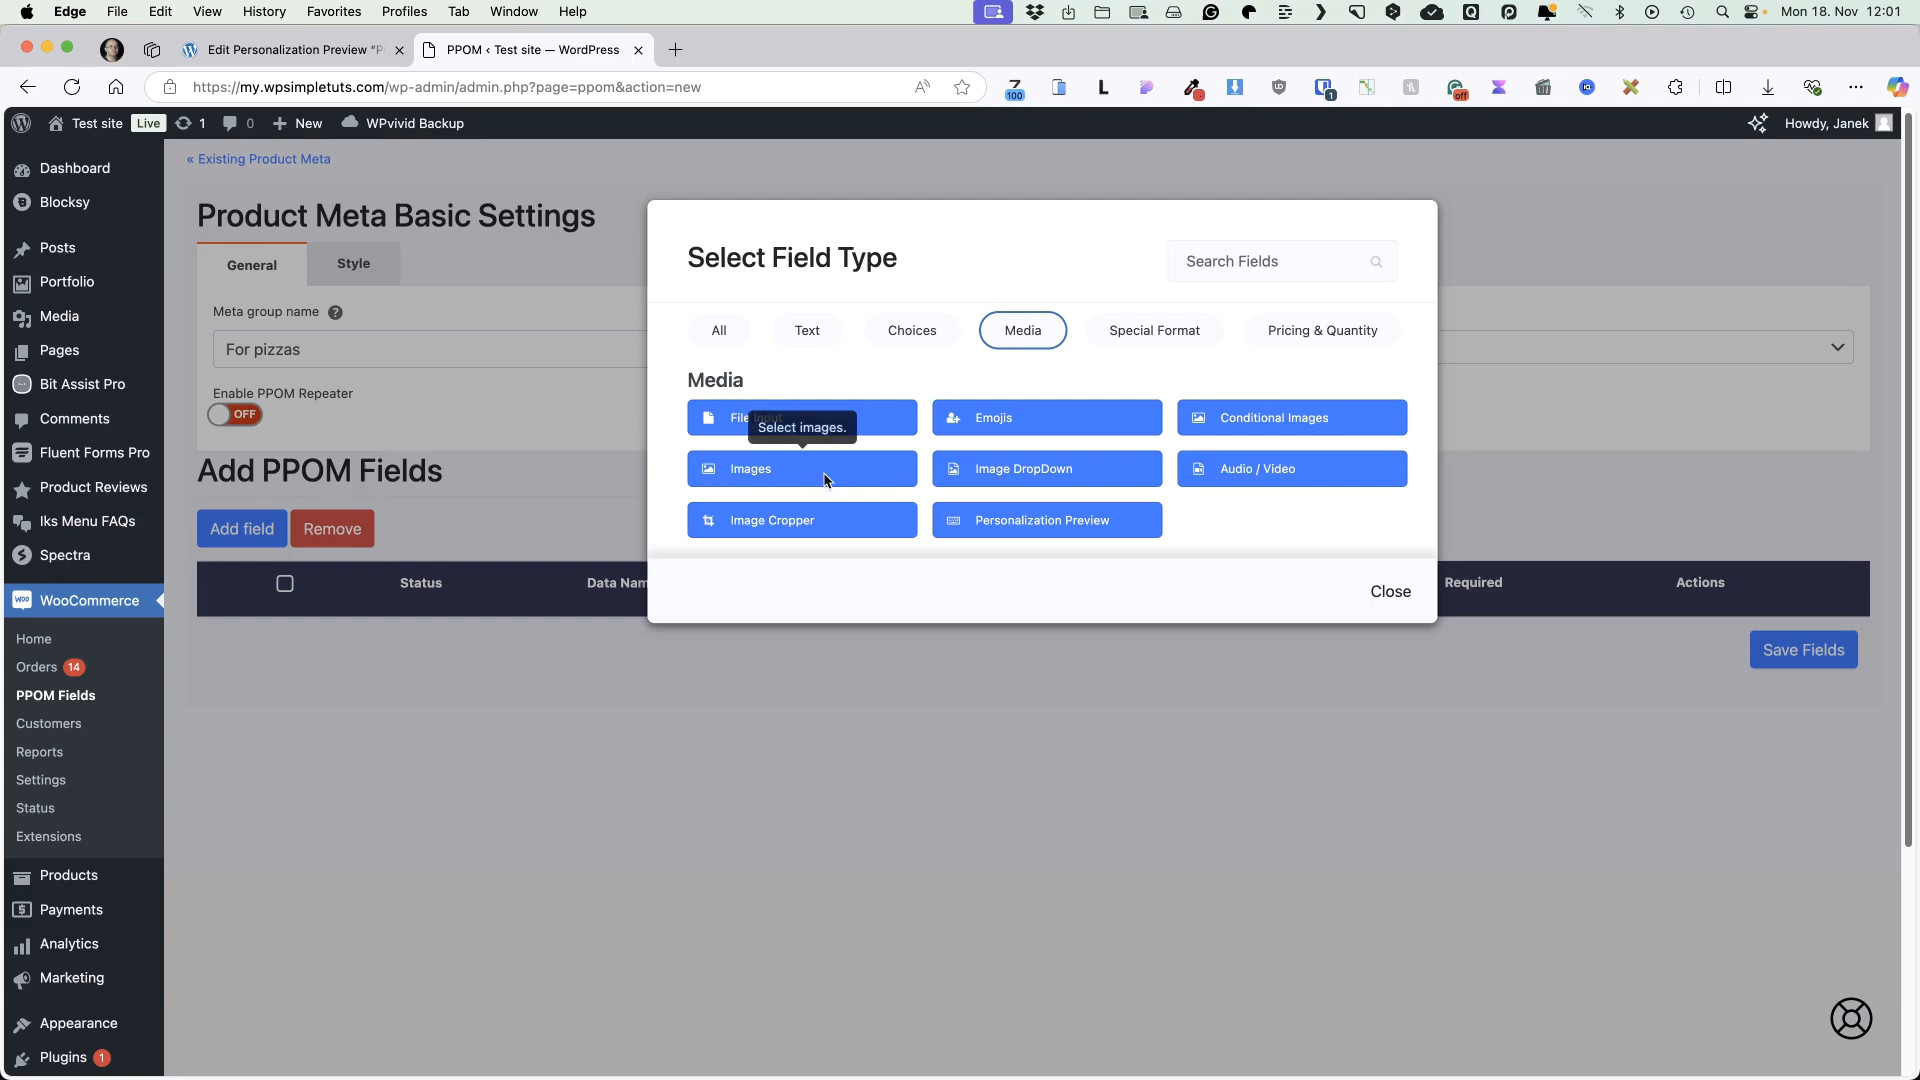 Edge File Edit View History Favorites Profiles Tab Window Help Mon 18. Nov 12:01
Edit Personalization Preview “P
PPOM ‹ Test site — WordPress
https://my.wpsimpletuts.com/wp-admin/admin.php?page=ppom&action=new
100
1
off
Test site Live 1 0 New WPvivid Backup Howdy, Janek
Dashboard
Blocksy
Posts
Portfolio
Media
Pages
Bit Assist Pro
Comments
Fluent Forms Pro
Product Reviews
Iks Menu FAQs
Spectra
WooCommerce
Home
Orders 14
PPOM Fields
Customers
Reports
Settings
Status
Extensions
Products
Payments
Analytics
Marketing
Appearance
Plugins 1
« Existing Product Meta
Product Meta Basic Settings
General Style
Meta group name ?
For pizzas
Enable PPOM Repeater
OFF
Add PPOM Fields
Add field Remove
Status Data Nam Required Actions
Save Fields
Select Field Type
Search Fields
All Text Choices Media Special Format Pricing & Quantity
Media
File Input Emojis Conditional Images
Select images.
Images Image DropDown Audio / Video
Image Cropper Personalization Preview
Close